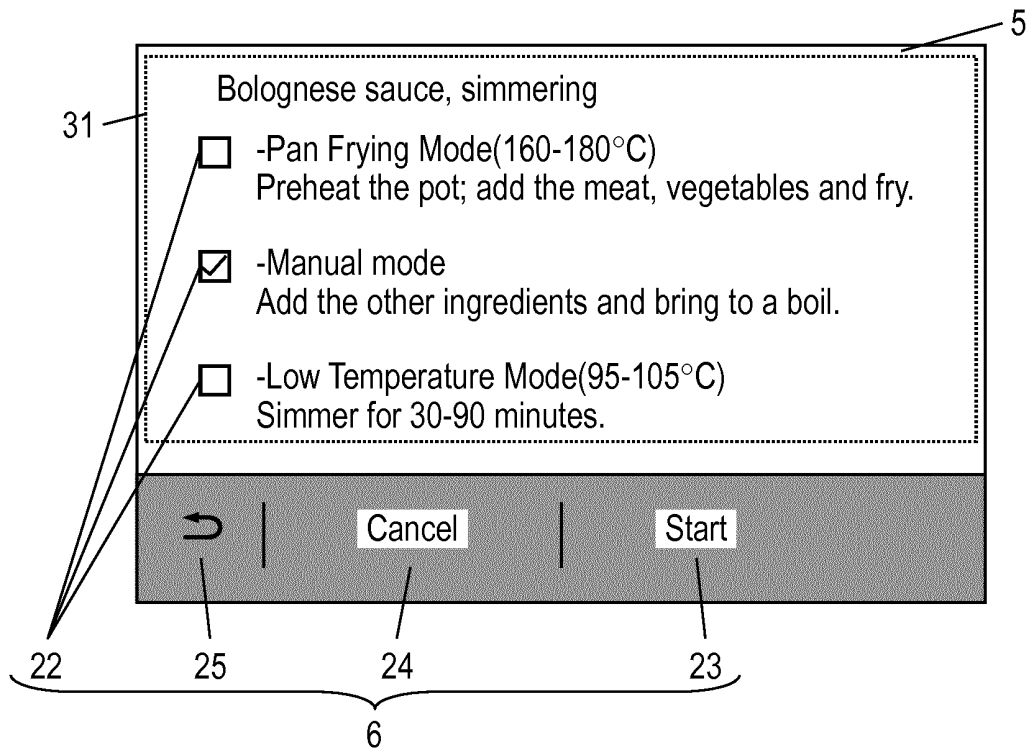 5
31
Bolognese sauce, simmering
-Pan Frying Mode(160-180°C)
Preheat the pot; add the meat, vegetables and fry.
-Manual mode
Add the other ingredients and bring to a boil.
-Low Temperature Mode(95-105°C)
Simmer for 30-90 minutes.
Cancel Start
22 25 24 23
6